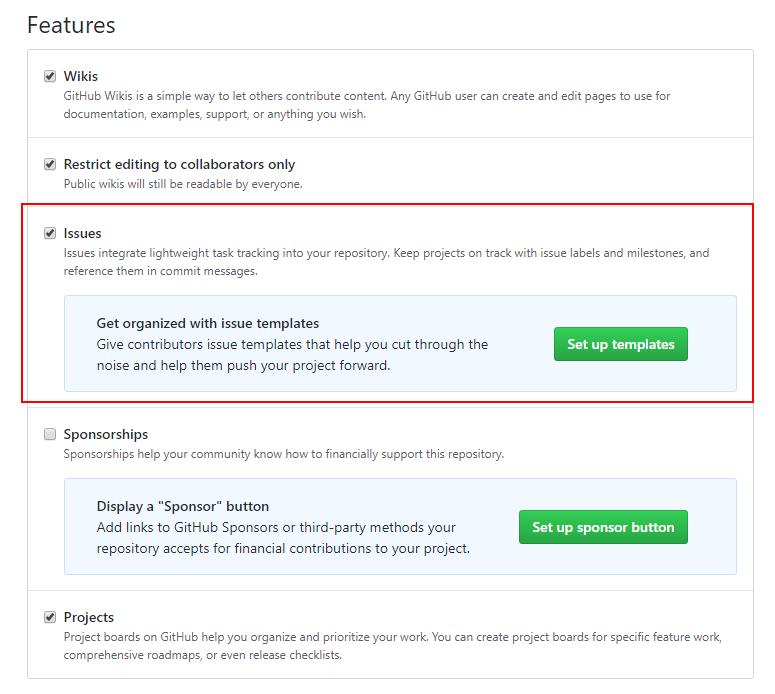 Features
Wikis
GitHub Wikis is a simple way to let others contribute content. Any GitHub user can create and edit pages to use for
documentation, examples, support, or anything you wish.
Restrict editing to collaborators only
Public wikis will still be readable by everyone.
Issues
Issues integrate lightweight task tracking into your repository. Keep projects on track with issue labels and milestones, and
reference them in commit messages.
Get organized with issue templates
Give contributors issue templates that help you cut through the
noise and help them push your project forward.
Set up templates
Sponsorships
Sponsorships help your community know how to financially support this repository.
Display a "Sponsor" button
Add links to GitHub Sponsors or third-party methods your
repository accepts for financial contributions to your project.
Set up sponsor button
Projects
Project boards on GitHub help you organize and prioritize your work. You can create project boards for specific feature work,
comprehensive roadmaps, or even release checklists.